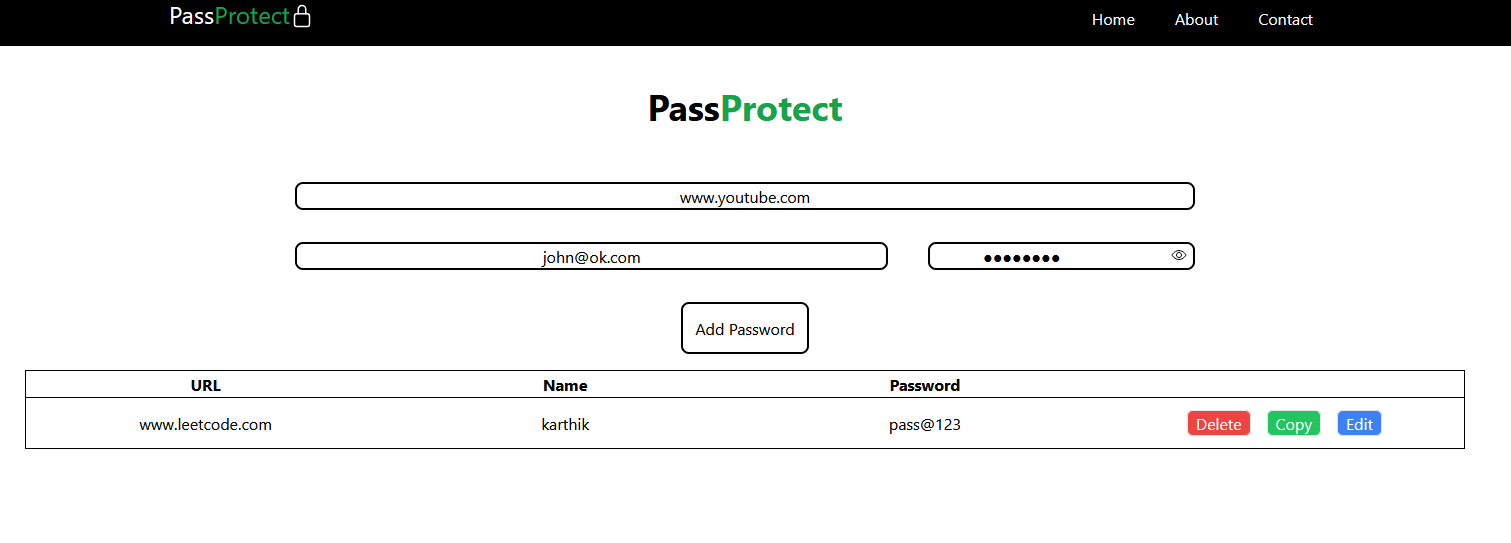 PassProtect Home About Contact
PassProtect
www.youtube.com
john@ok.com ●●●●●●●●
Add Password
URL Name Password
www.leetcode.com karthik pass@123 Delete Copy Edit